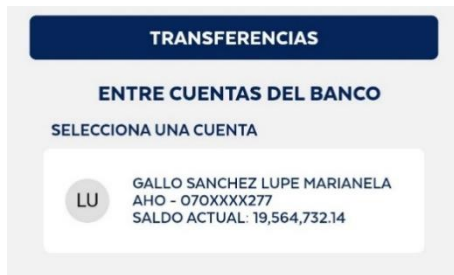 TRANSFERENCIAS
ENTRE CUENTAS DEL BANCO
SELECCIONA UNA CUENTA
LU
GALLO SANCHEZ LUPE MARIANELA
AHO - 070XXXX277
SALDO ACTUAL: 19,564,732.14